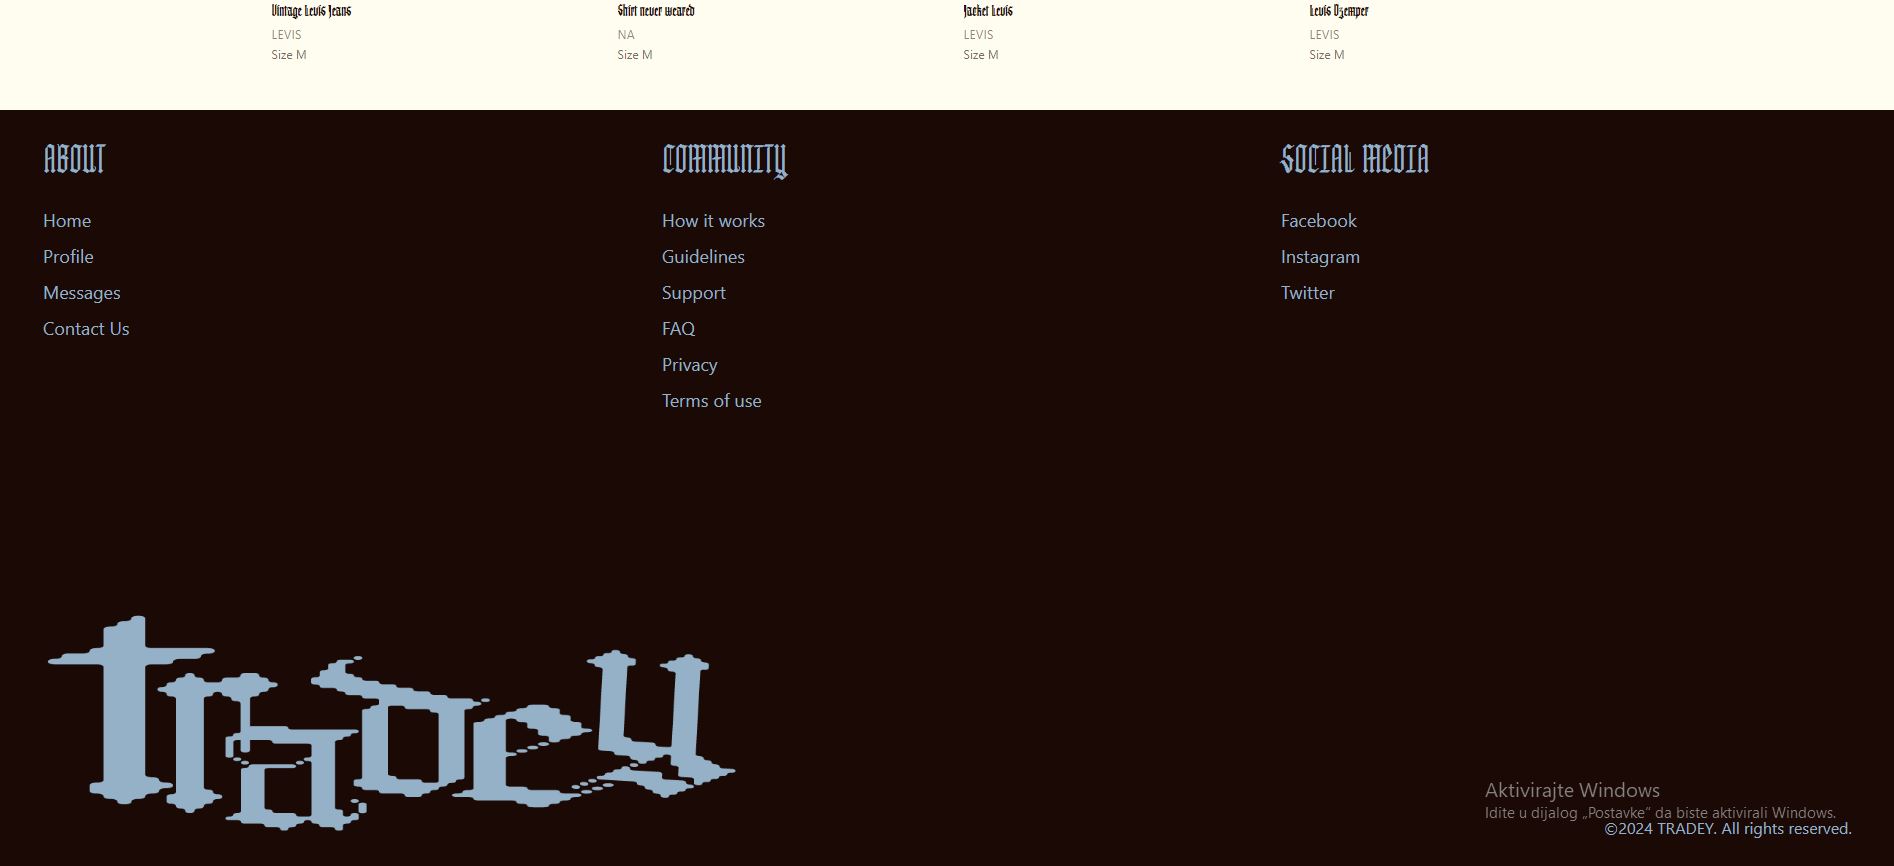 Vintage Levis Jeans
LEVIS
Size M
Shirt never weared
NA
Size M
Jacket Levis
LEVIS
Size M
Levis Dzemper
LEVIS
Size M
ABOUT
Home
Profile
Messages
Contact Us
COMMUNITY
How it works
Guidelines
Support
FAQ
Privacy
Terms of use
SOCIAL MEDIA
Facebook
Instagram
Twitter
tradey
Aktivirajte Windows
Idite u dijalog „Postavke“ da biste aktivirali Windows.
©2024 TRADEY. All rights reserved.